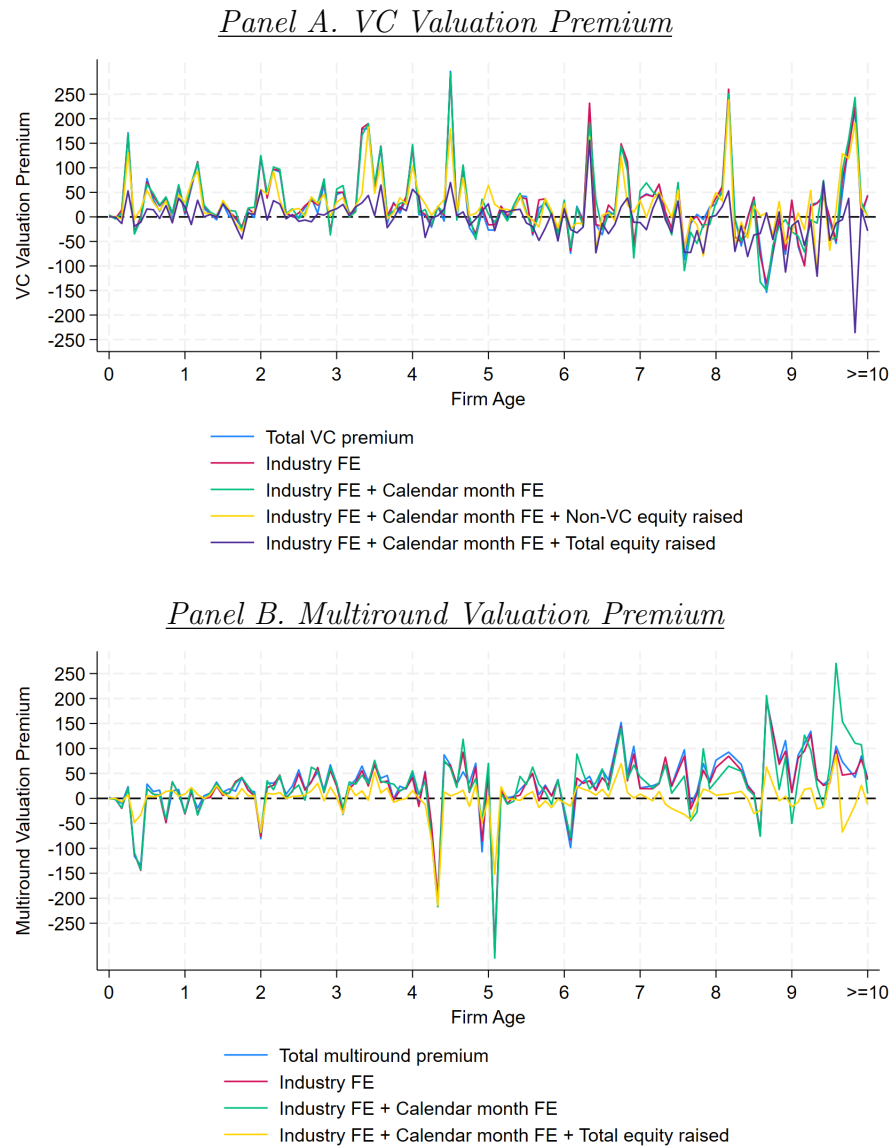 Panel A. VC Valuation Premium
VC Valuation Premium
250
200
150
100
50
0
-50
-100
-150
-200
-250
0 1 2 3 4 5 6 7 8 9 >=10
Firm Age
Total VC premium
Industry FE
Industry FE + Calendar month FE
Industry FE + Calendar month FE + Non-VC equity raised
Industry FE + Calendar month FE + Total equity raised
Panel B. Multiround Valuation Premium
Multiround Valuation Premium
250
200
150
100
50
0
-50
-100
-150
-200
-250
0 1 2 3 4 5 6 7 8 9 >=10
Firm Age
Total multiround premium
Industry FE
Industry FE + Calendar month FE
Industry FE + Calendar month FE + Total equity raised